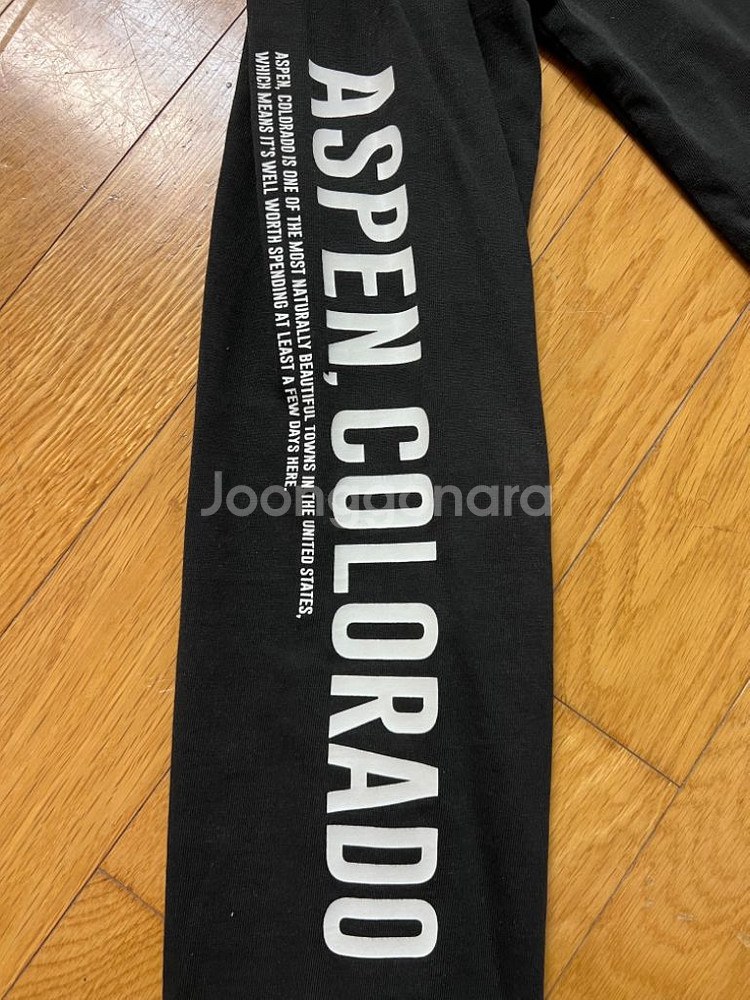 ASPEN, COLORADO
ASPEN, COLORADO IS ONE OF THE MOST NATURALLY BEAUTIFUL TOWNS IN THE UNITED STATES,
WHICH MEANS IT'S WELL WORTH SPENDING AT LEAST A FEW DAYS HERE
Joonggonara